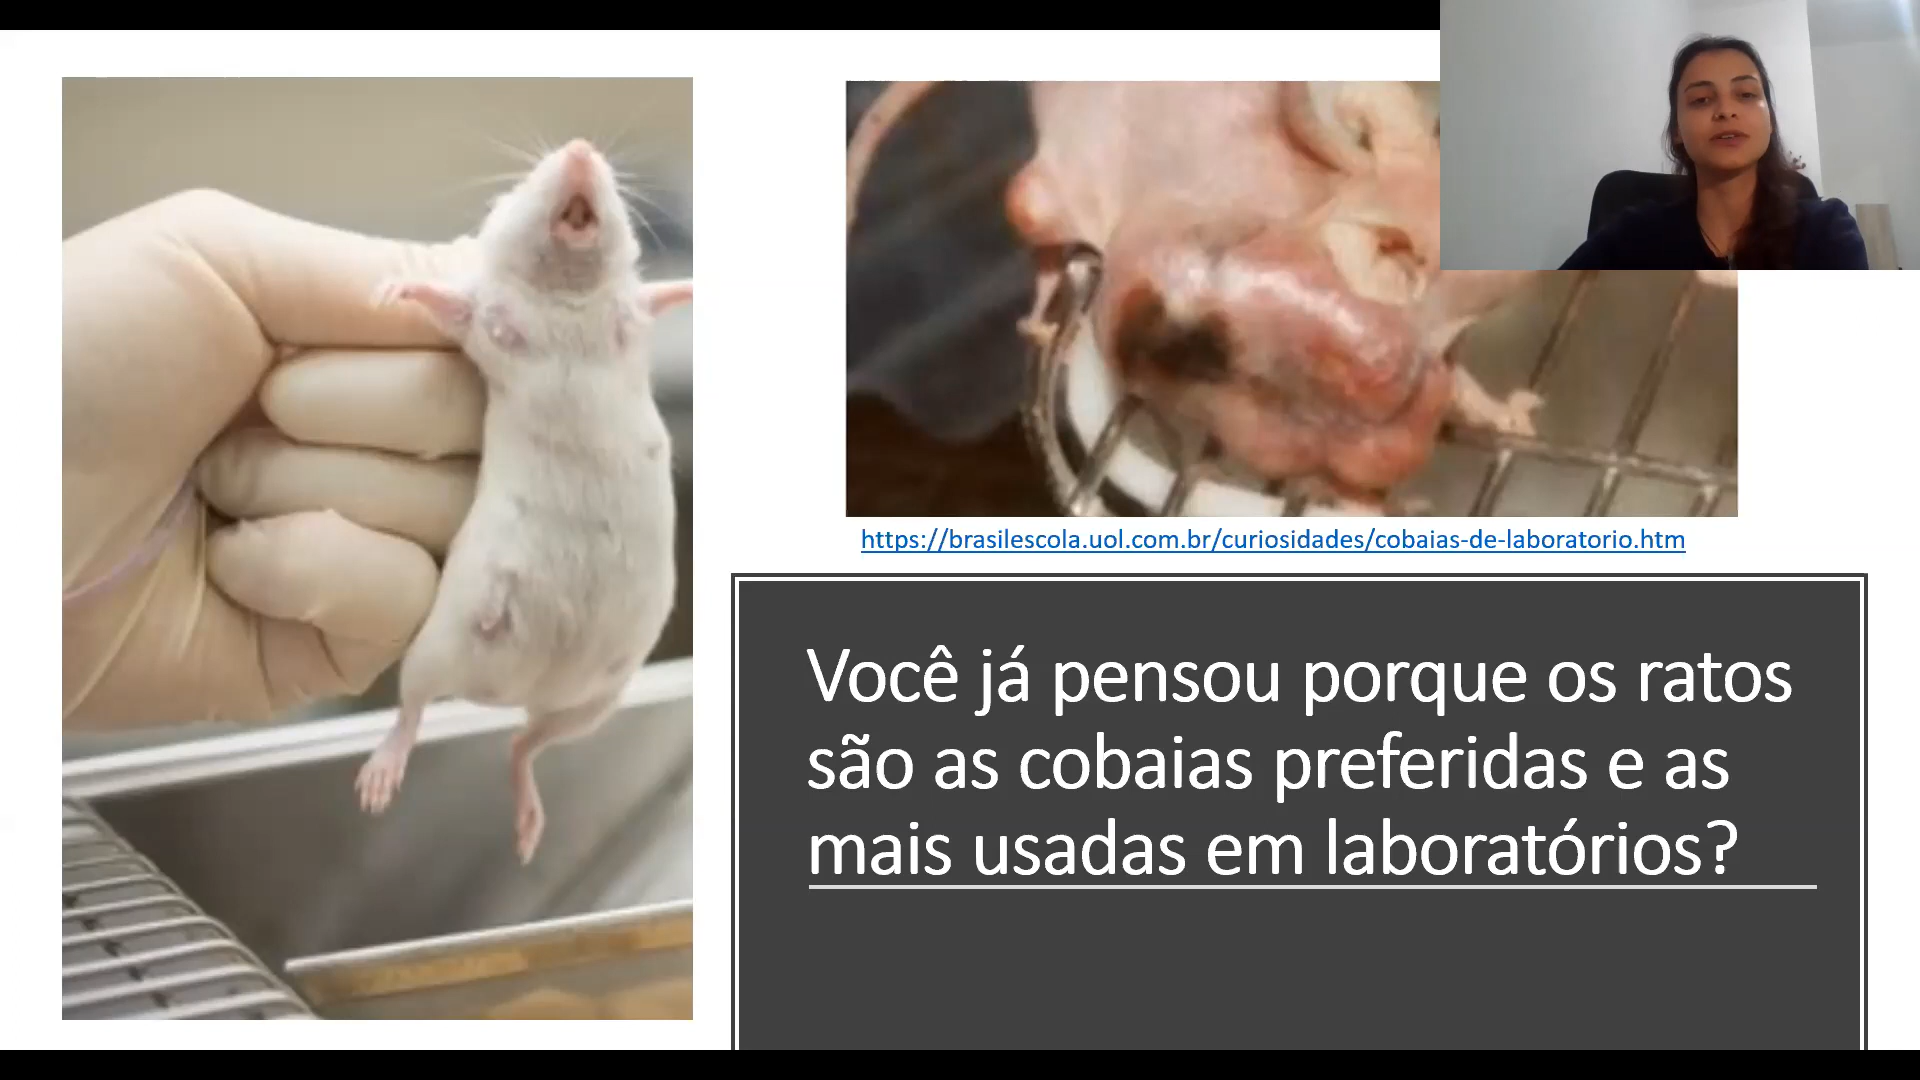 https://brasilescola.uol.com.br/curiosidades/cobaias-de-laboratorio.htm
Você já pensou porque os ratos
são as cobaias preferidas e as
mais usadas em laboratórios?